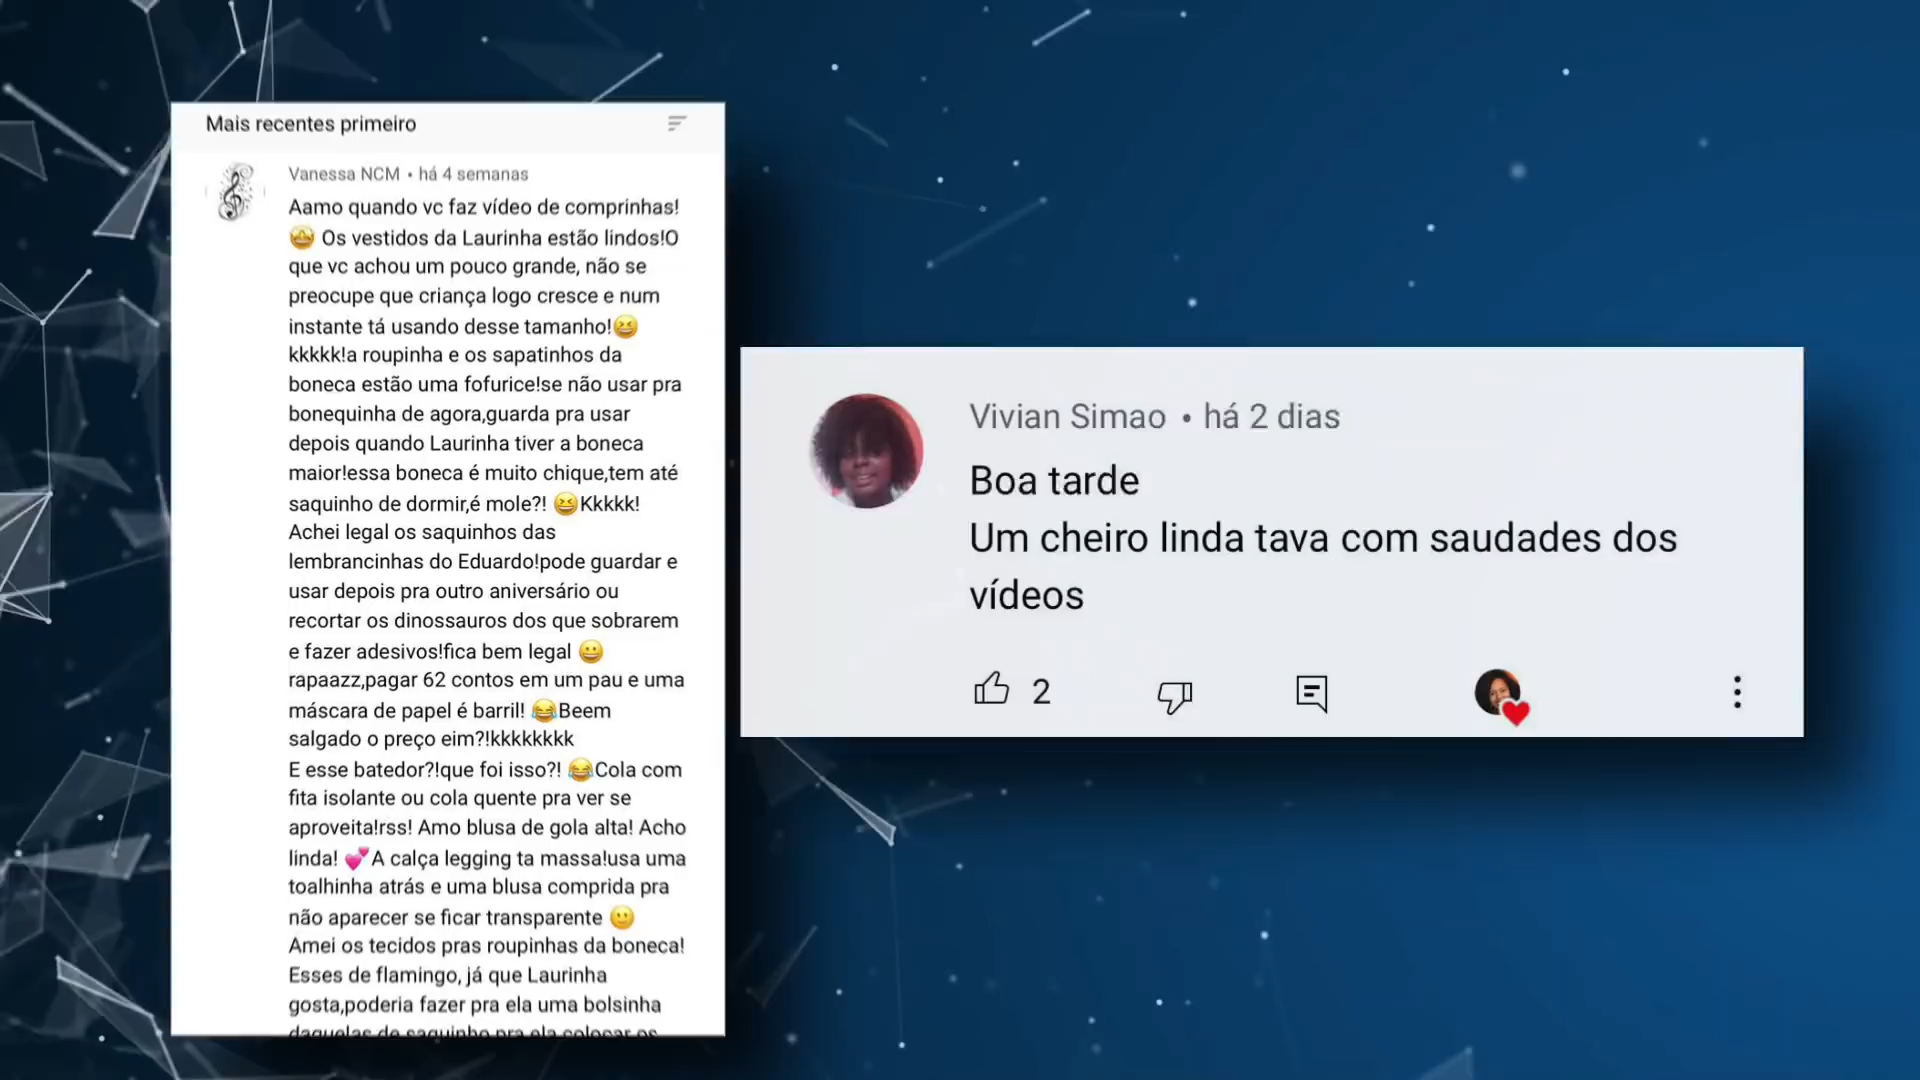 Mais recentes primeiro
Vanessa NCM • há 4 semanas
Aamo quando vc faz vídeo de comprinhas!
🤩 Os vestidos da Laurinha estão lindos!O
que vc achou um pouco grande, não se
preocupe que criança logo cresce e num
instante tá usando desse tamanho!😆
kkkkk!a roupinha e os sapatinhos da
boneca estão uma fofurice!se não usar pra
bonequinha de agora,guarda pra usar
depois quando Laurinha tiver a boneca
maior!essa boneca é muito chique,tem até
saquinho de dormir,é mole?! 😆Kkkkk!
Achei legal os saquinhos das
lembrancinhas do Eduardo!pode guardar e
usar depois pra outro aniversário ou
recortar os dinossauros dos que sobrarem
e fazer adesivos!fica bem legal 😀
rapaazz,pagar 62 contos em um pau e uma
máscara de papel é barril! 😂Beem
salgado o preço eim?!kkkkkkkk
E esse batedor?!que foi isso?! 😂Cola com
fita isolante ou cola quente pra ver se
aproveita!rss! Amo blusa de gola alta! Acho
linda! 💕A calça legging ta massa!usa uma
toalhinha atrás e uma blusa comprida pra
não aparecer se ficar transparente 🙂
Amei os tecidos pras roupinhas da boneca!
Esses de flamingo, já que Laurinha
gosta,poderia fazer pra ela uma bolsinha
daquelas de saquinho pra ela colocar os
Vivian Simao • há 2 dias
Boa tarde
Um cheiro linda tava com saudades dos
vídeos
2